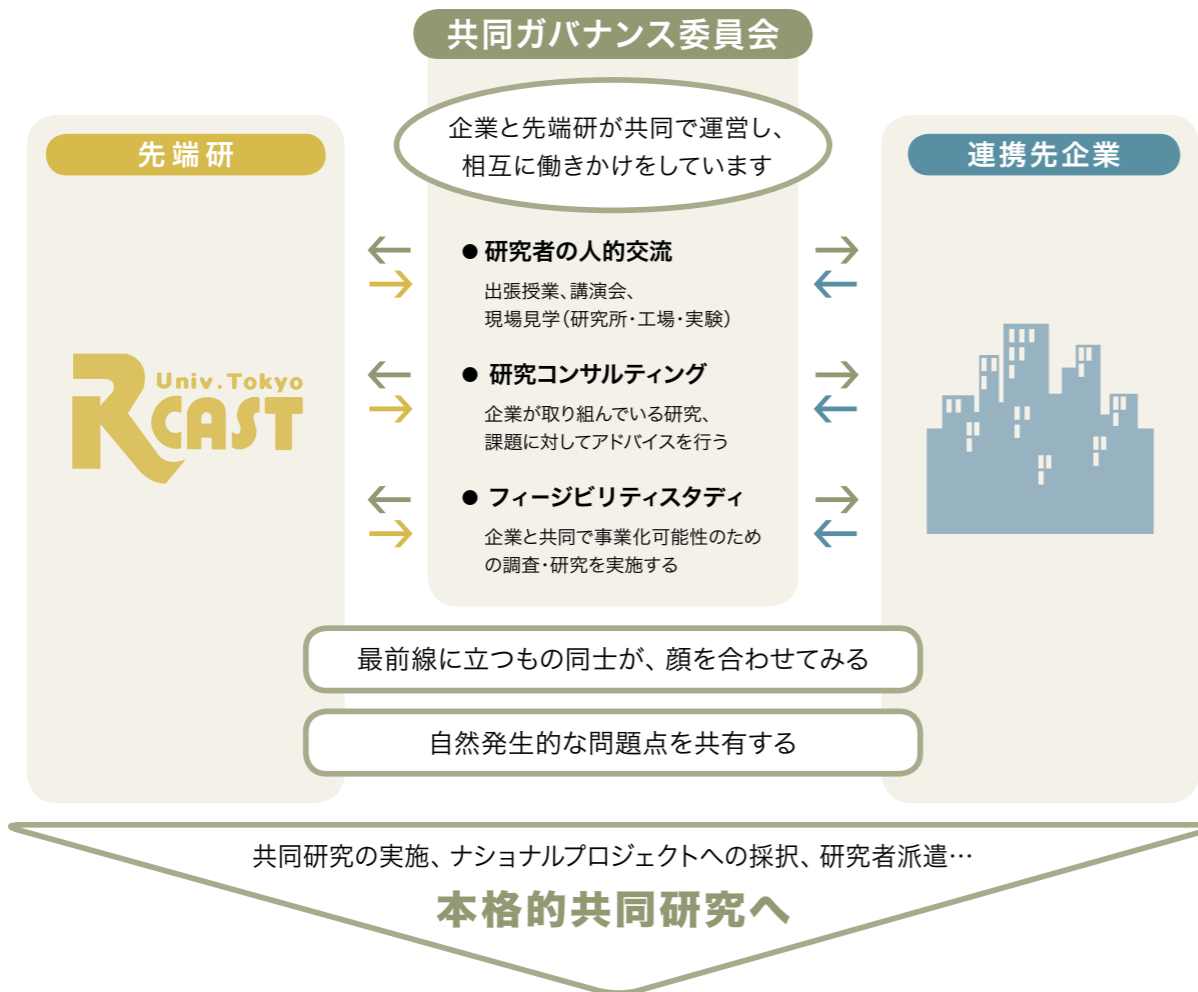 共同ガバナンス委員会
企業と先端研が共同で運営し、
相互に働きかけをしています
先端研
連携先企業
● 研究者の人的交流
出張授業、講演会、
現場見学(研究所・工場・実験)
Univ.Tokyo
RCAST
● 研究コンサルティング
企業が取り組んでいる研究、
課題に対してアドバイスを行う
● フィージビリティスタディ
企業と共同で事業化可能性のため
の調査・研究を実施する
最前線に立つもの同士が、顔を合わせてみる
自然発生的な問題点を共有する
共同研究の実施、ナショナルプロジェクトへの採択、研究者派遣…
本格的共同研究へ